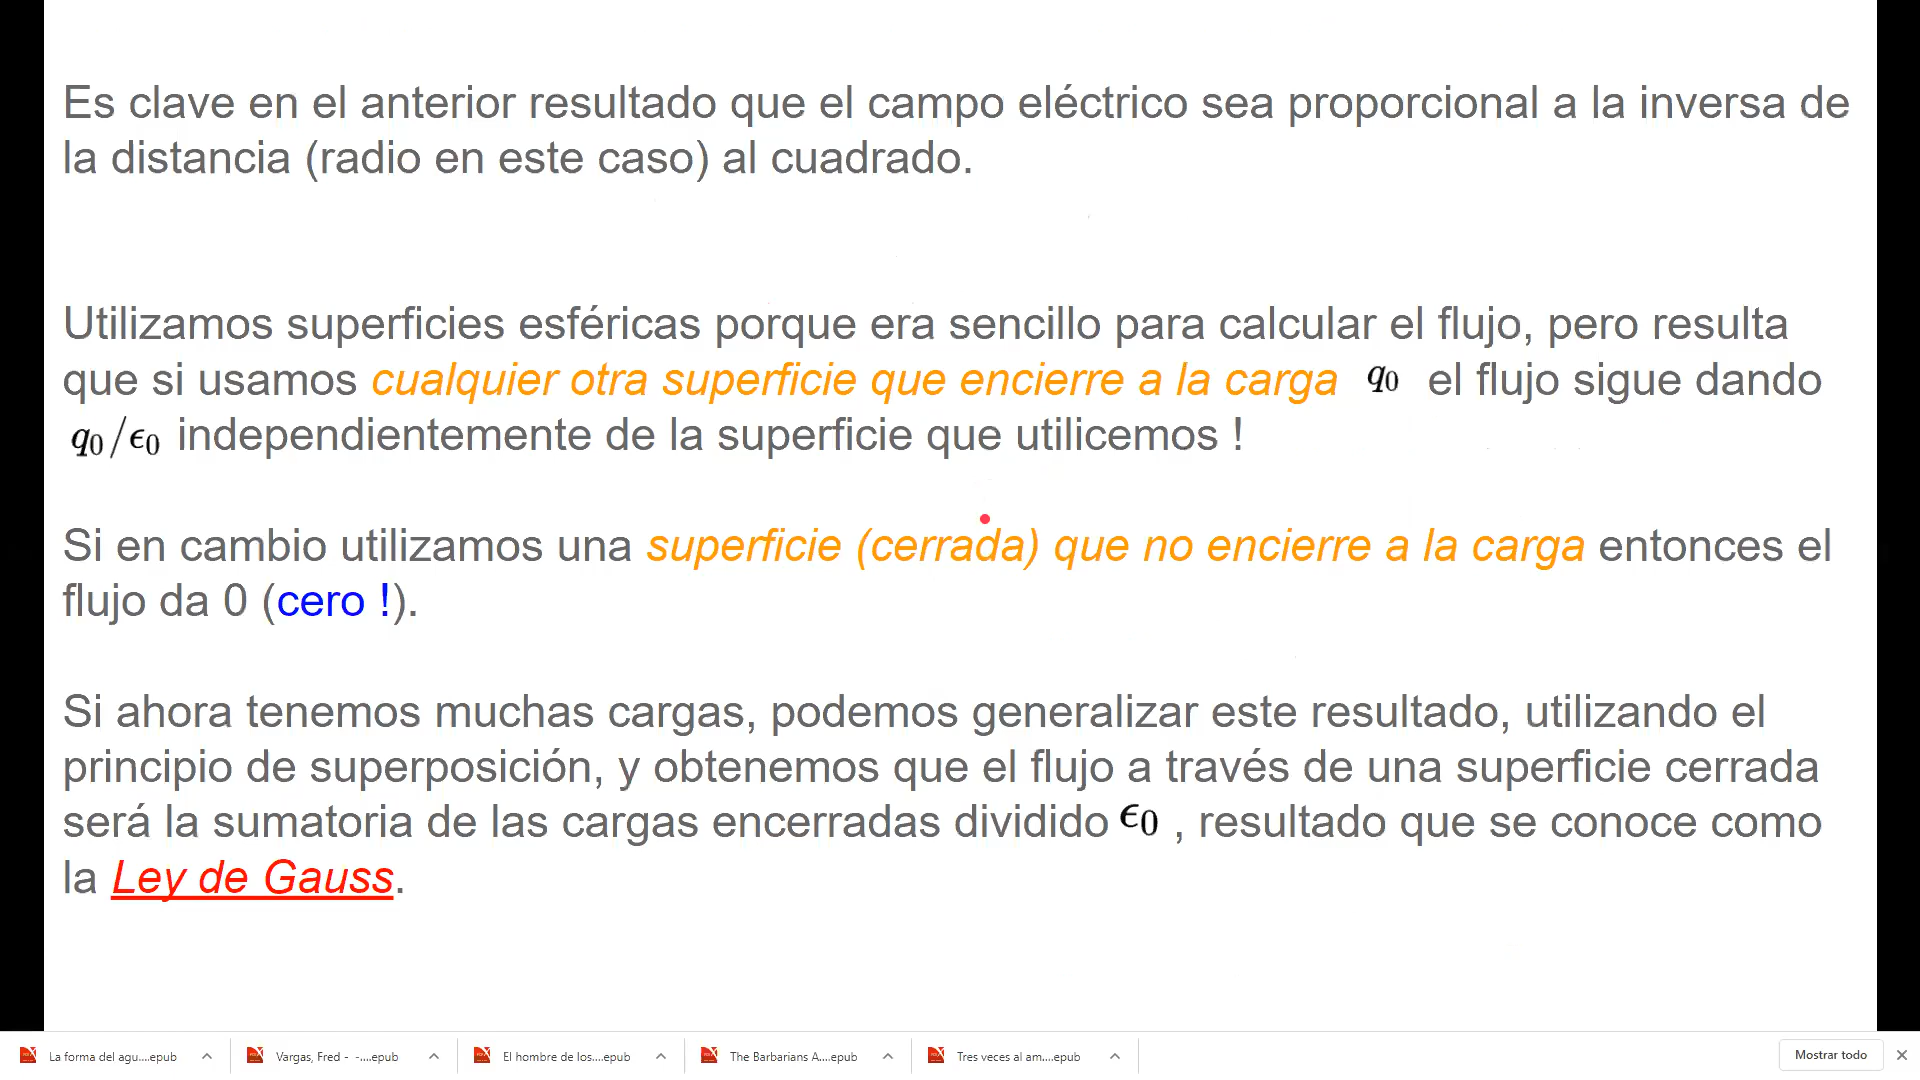 Es clave en el anterior resultado que el campo eléctrico sea proporcional a la inversa de
la distancia (radio en este caso) al cuadrado.
Utilizamos superficies esféricas porque era sencillo para calcular el flujo, pero resulta
que si usamos cualquier otra superficie que encierre a la carga q₀ el flujo sigue dando
q₀/ϵ₀ independientemente de la superficie que utilicemos !
Si en cambio utilizamos una superficie (cerrada) que no encierre a la carga entonces el
flujo da 0 (cero !).
Si ahora tenemos muchas cargas, podemos generalizar este resultado, utilizando el
principio de superposición, y obtenemos que el flujo a través de una superficie cerrada
será la sumatoria de las cargas encerradas dividido ϵ₀ , resultado que se conoce como
la Ley de Gauss.
La forma del agu....epub
Vargas, Fred - -....epub
El hombre de los....epub
The Barbarians A....epub
Tres veces al am....epub
Mostrar todo